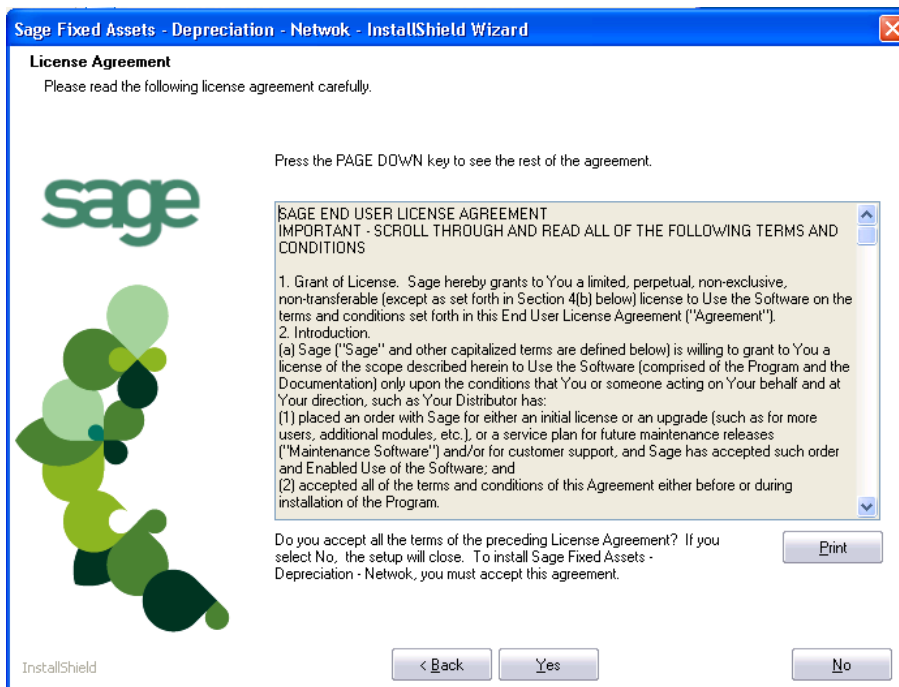 Sage Fixed Assets - Depreciation - Netwok - InstallShield Wizard
License Agreement
Please read the following license agreement carefully.
Press the PAGE DOWN key to see the rest of the agreement.
sage
SAGE END USER LICENSE AGREEMENT
IMPORTANT - SCROLL THROUGH AND READ ALL OF THE FOLLOWING TERMS AND
CONDITIONS
1. Grant of License.  Sage hereby grants to You a limited, perpetual, non-exclusive,
non-transferable (except as set forth in Section 4(b) below) license to Use the Software on the
terms and conditions set forth in this End User License Agreement ("Agreement").
2. Introduction.
(a) Sage ("Sage" and other capitalized terms are defined below) is willing to grant to You a
license of the scope described herein to Use the Software (comprised of the Program and the
Documentation) only upon the conditions that You or someone acting on Your behalf and at
Your direction, such as Your Distributor has:
(1) placed an order with Sage for either an initial license or an upgrade (such as for more
users, additional modules, etc.), or a service plan for future maintenance releases
("Maintenance Software") and/or for customer support, and Sage has accepted such order
and Enabled Use of the Software; and
(2) accepted all of the terms and conditions of this Agreement either before or during
installation of the Program.
Do you accept all the terms of the preceding License Agreement?  If you
select No,  the setup will close.  To install Sage Fixed Assets -
Depreciation - Netwok, you must accept this agreement.
Print
InstallShield
< Back
Yes
No